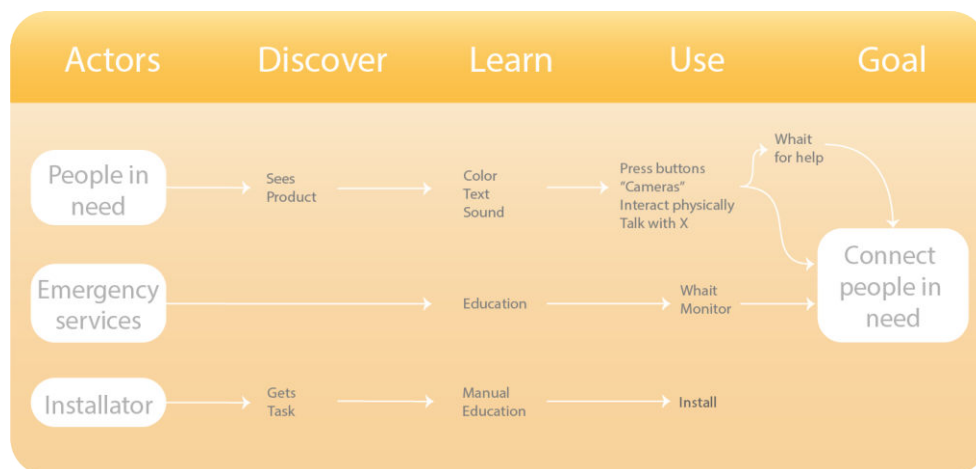 Actors
Discover
Learn
Use
Goal
People in
need
Sees
Product
Color
Text
Sound
Press buttons
"Cameras"
Interact physically
Talk with X
Whait
for help
Connect
people in
need
Emergency
services
Education
Whait
Monitor
Installator
Gets
Task
Manual
Education
Install